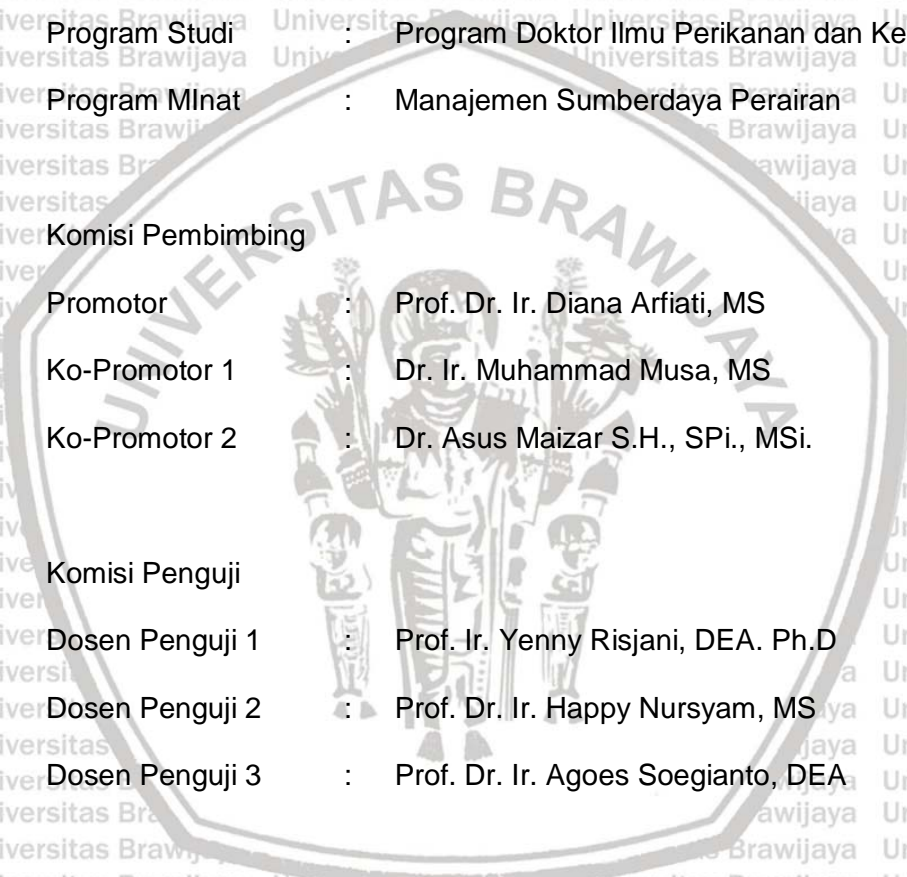 Program Studi : Program Doktor Ilmu Perikanan dan Ke
Program MInat : Manajemen Sumberdaya Perairan
UNIVERSITAS BRAWIJAYA
Komisi Pembimbing
Promotor : Prof. Dr. Ir. Diana Arfiati, MS
Ko-Promotor 1 : Dr. Ir. Muhammad Musa, MS
Ko-Promotor 2 : Dr. Asus Maizar S.H., SPi., MSi.
Komisi Penguji
Dosen Penguji 1 : Prof. Ir. Yenny Risjani, DEA. Ph.D
Dosen Penguji 2 : Prof. Dr. Ir. Happy Nursyam, MS
Dosen Penguji 3 : Prof. Dr. Ir. Agoes Soegianto, DEA